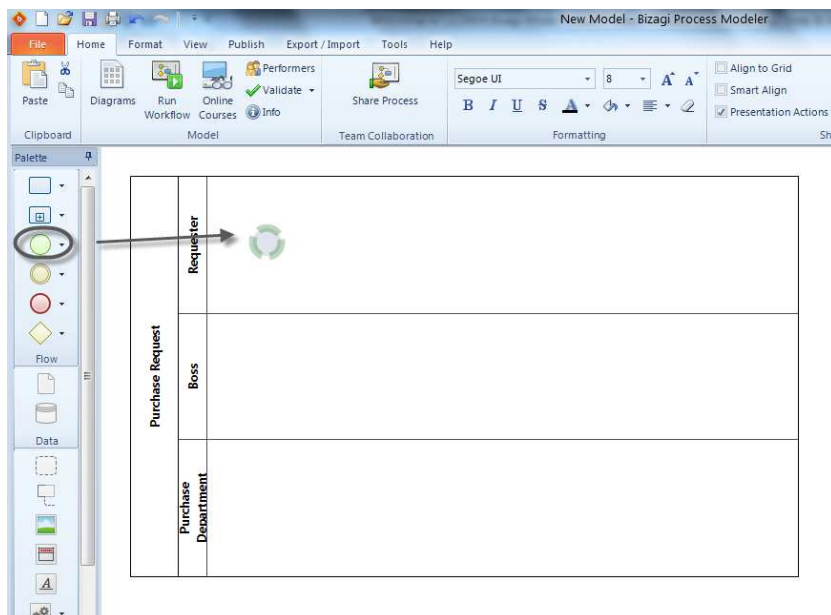 New Model - Bizagi Process Modeler
File Home Format View Publish Export / Import Tools Help
Paste
Clipboard
Diagrams
Run Workflow
Online Courses
Performers
Validate
Info
Model
Share Process
Team Collaboration
Segoe UI
8
B I U S A
A A
Formatting
Align to Grid
Smart Align
Presentation Actions
Sh
Palette
Flow
Data
A
Purchase Request
Requester
Boss
Purchase
Department